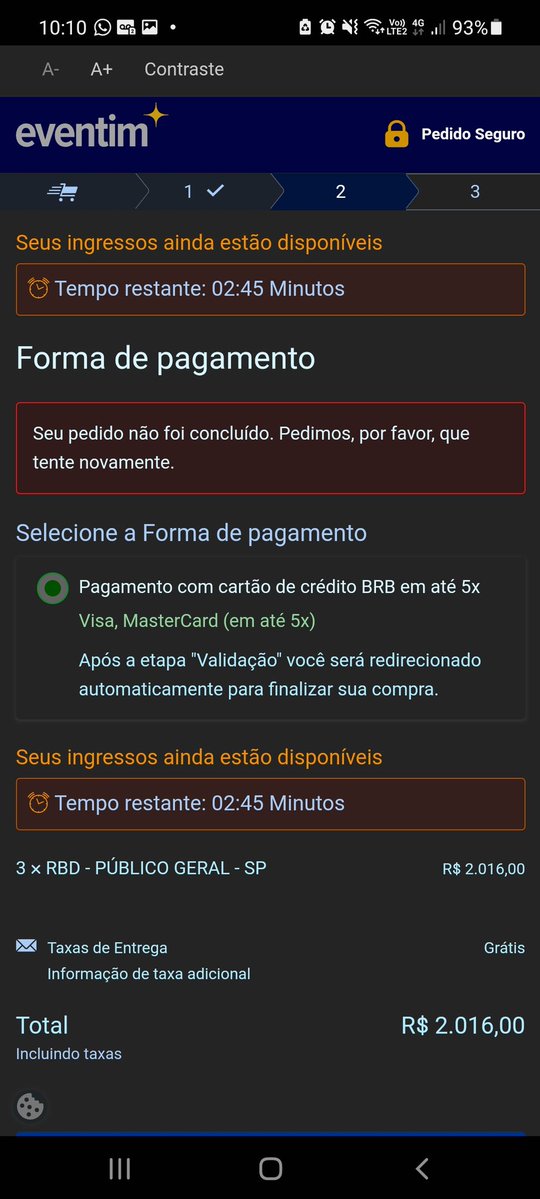 10:10
Vo))
LTE2
4G
93%
A-
A+
Contraste
eventim
Pedido Seguro
1
2
3
Seus ingressos ainda estão disponíveis
Tempo restante: 02:45 Minutos
Forma de pagamento
Seu pedido não foi concluído. Pedimos, por favor, que
tente novamente.
Selecione a Forma de pagamento
Pagamento com cartão de crédito BRB em até 5x
Visa, MasterCard (em até 5x)
Após a etapa "Validação" você será redirecionado
automaticamente para finalizar sua compra.
Seus ingressos ainda estão disponíveis
Tempo restante: 02:45 Minutos
3 × RBD - PÚBLICO GERAL - SP
R$ 2.016,00
Taxas de Entrega
Grátis
Informação de taxa adicional
Total
R$ 2.016,00
Incluindo taxas